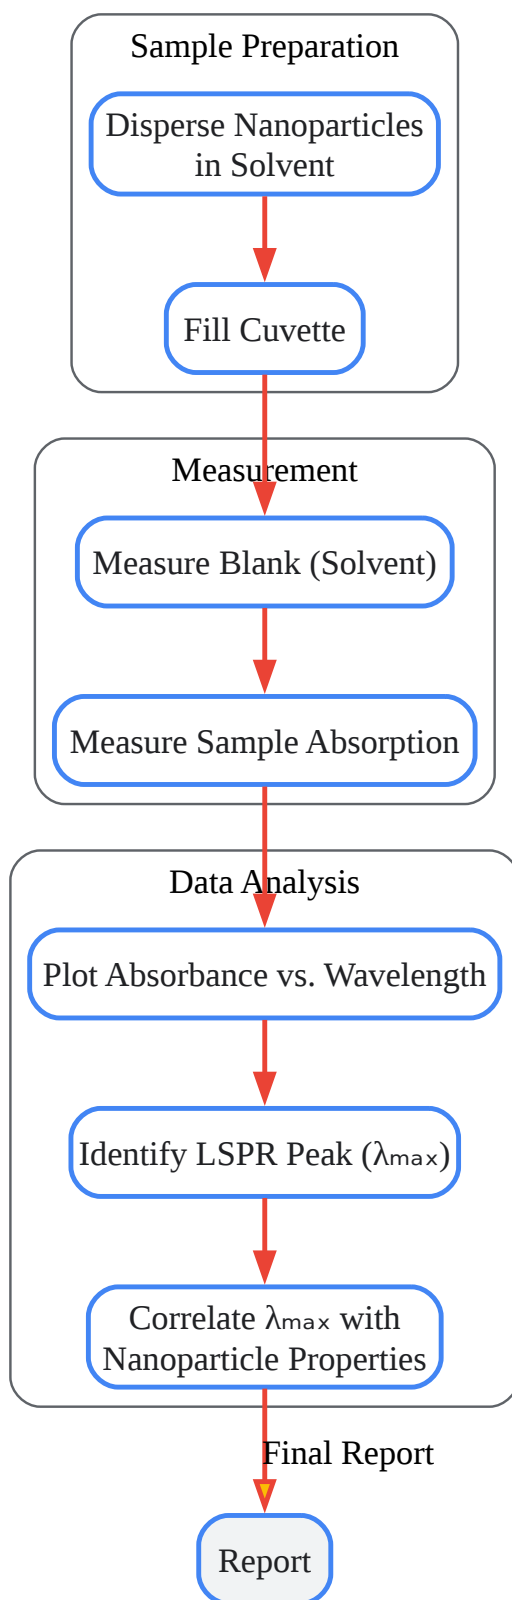 Sample Preparation
Disperse Nanoparticles
in Solvent
Fill Cuvette
Measurement
Measure Blank (Solvent)
Measure Sample Absorption
Data Analysis
Plot Absorbance vs. Wavelength
Identify LSPR Peak (λₘₐₓ)
Correlate λₘₐₓ with
Nanoparticle Properties
Final Report
Report